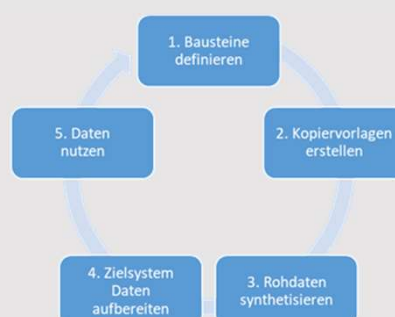 1. Bausteine
definieren
2. Kopiervorlagen
erstellen
3. Rohdaten
synthetisieren
4. Zielsystem
Daten
aufbereiten
5. Daten
nutzen